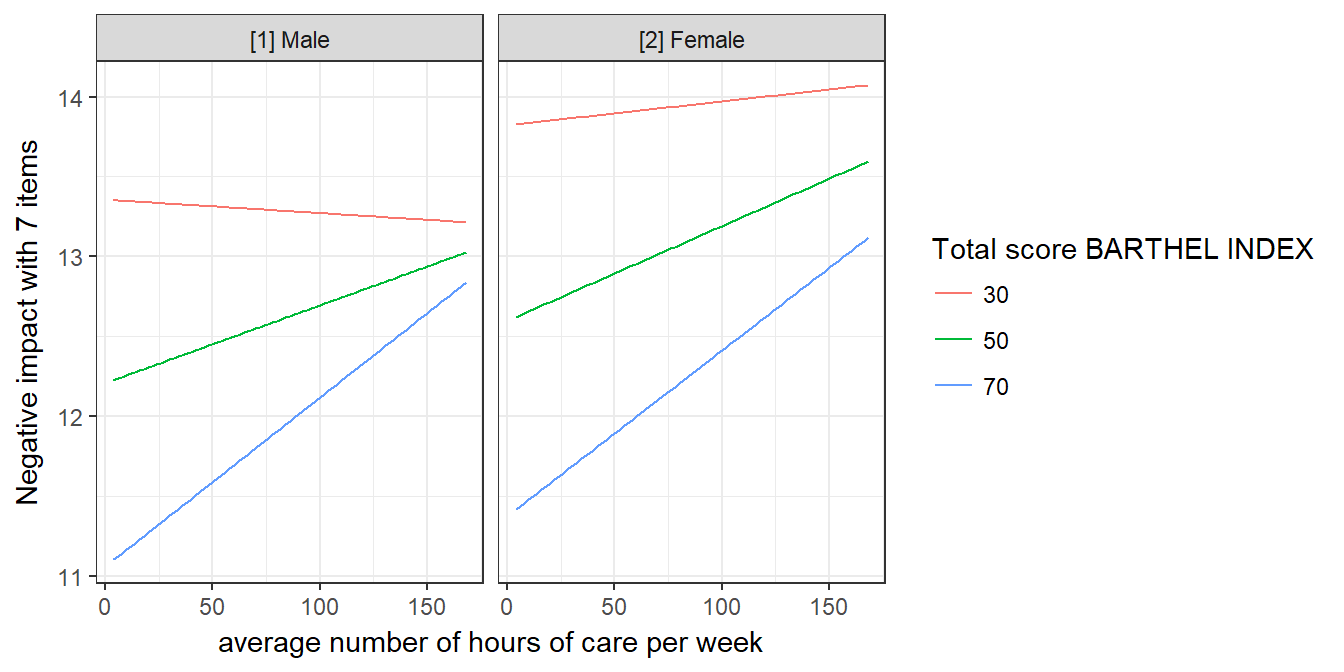 [1] Male
[2] Female
14
13
12
11
Negative impact with 7 items
0 50 100 150
0 50 100 150
average number of hours of care per week
Total score BARTHEL INDEX
30
50
70